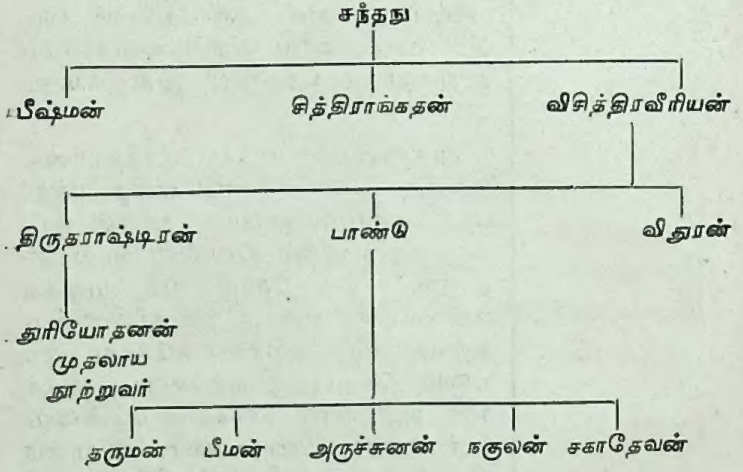 சந்தநு
பீஷ்மன் சித்திராங்கதன் விசித்திரவீரியன்
திருதராஷ்டிரன் பாண்டு விதுரன்
துரியோதனன்
முதலாய
நூற்றுவர்
தருமன் பீமன் அருச்சுனன் நகுலன் சகாதேவன்